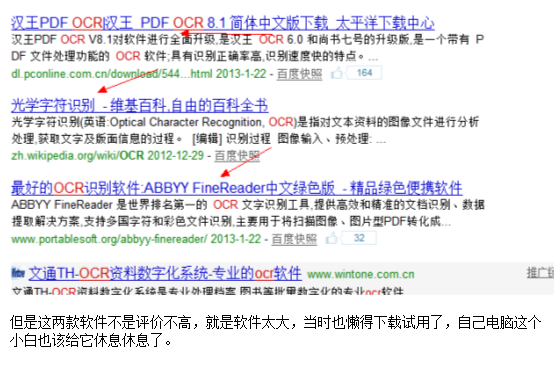 汉王PDF OCR|汉王 PDF OCR 8.1 简体中文版下载_太平洋下载中心
汉王PDF OCR V8.1对软件进行全面升级,是汉王 OCR 6.0 和尚书七号的升级版,是一个带有 P
DF 文件处理功能的 OCR 软件;具有识别正确率高,识别速度快的特点。...
dl.pconline.com.cn/download/544...html 2013-1-22 - 百度快照 164
光学字符识别 - 维基百科,自由的百科全书
光学字符识别(英语:Optical Character Recognition, OCR)是指对文本资料的图像文件进行分析
处理,获取文字及版面信息的过程。 [编辑] 识别过程 图像输入、预处理: ...
zh.wikipedia.org/wiki/OCR 2012-12-29 - 百度快照
最好的OCR识别软件:ABBYY FineReader中文绿色版 - 精品绿色便携软件
ABBYY FineReader 是世界排名第一的 OCR 文字识别工具,提供高效和精准的文档识别、数据
提取解决方案,支持多国字符和彩色文件识别,主要用于将扫描图像、图片型PDF转化成...
www.portablesoft.org/abbyy-finereader/ 2013-1-22 - 百度快照 32
文通TH-OCR资料数字化系统-专业的ocr软件 www.wintone.com.cn 推广
文通TH-OCR资料数字化系统是专业处理档案,图书等批量数字化的专业ocr软件
但是这两款软件不是评价不高，就是软件太大，当时也懒得下载试用了，自己电脑这个
小白也该给它休息休息了。